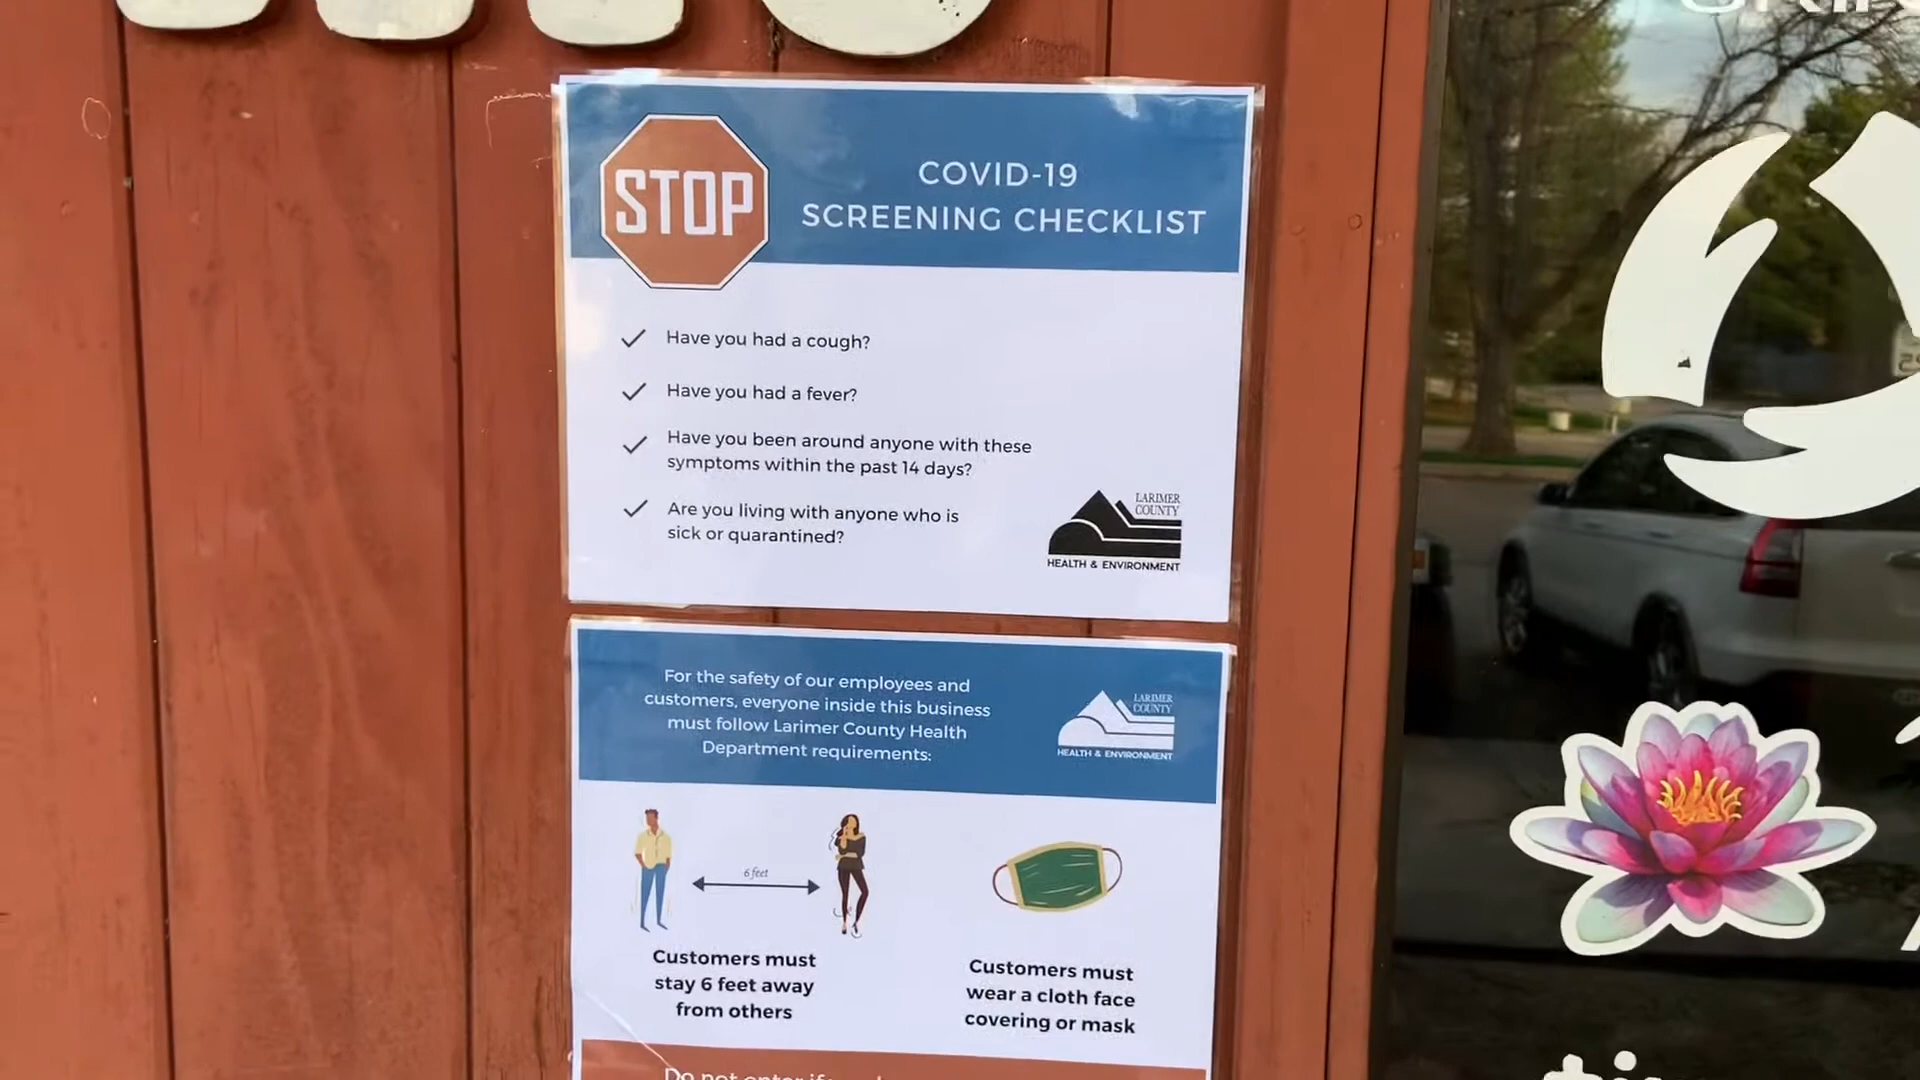 STOP
COVID-19
SCREENING CHECKLIST
Have you had a cough?
Have you had a fever?
Have you been around anyone with these
symptoms within the past 14 days?
Are you living with anyone who is
sick or quarantined?
LARIMER
COUNTY
HEALTH & ENVIRONMENT
For the safety of our employees and
customers, everyone inside this business
must follow Larimer County Health
Department requirements:
LARIMER
COUNTY
HEALTH & ENVIRONMENT
6 feet
Customers must
stay 6 feet away
from others
Customers must
wear a cloth face
covering or mask
Do not enter if